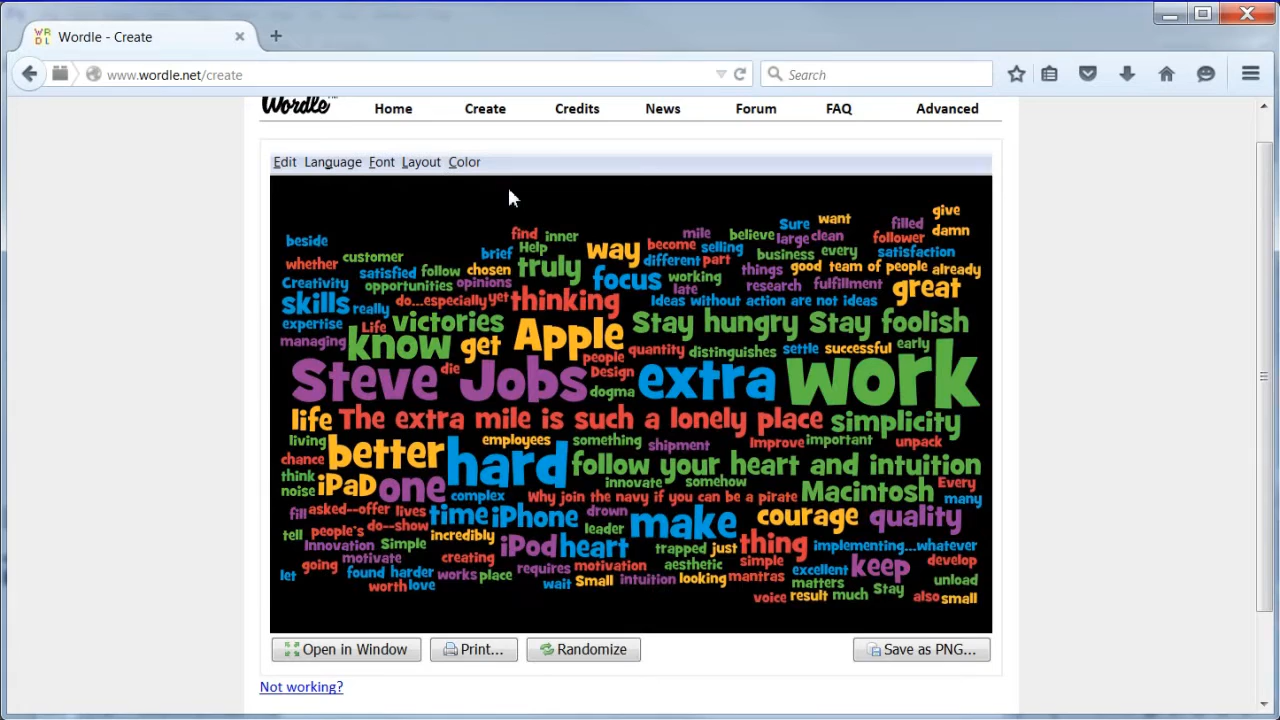 Wordle - Create
www.wordle.net/create
Search
Wordle
Home Create Credits News Forum FAQ Advanced
Edit Language Font Layout Color
give
Sure want
filled damn
beside
find inner mile believe large clean follower
customer brief Help way become selling business every satisfaction
whether satisfied follow chosen truly focus different part things good team of people already
Creativity opportunities opinions working late research fulfillment great
skills really do...especially yet thinking Ideas without action are not ideas
expertise Life victories Apple Stay hungry Stay foolish
managing know get people quantity distinguishes settle successful early
Steve Jobs die Design dogma extra work
life The extra mile is such a lonely place simplicity
living better employees something shipment Improve important unpack
chance hard follow your heart and intuition
think noise iPaD one complex innovate somehow Macintosh Every many
Why join the navy if you can be a pirate
fill asked--offer lives time iPhone drown make courage quality
tell people's do--show incredibly leader thing implementing...whatever
Innovation Simple iPod heart trapped just
let going motivate creating requires motivation aesthetic simple excellent keep develop
found harder works place wait Small intuition looking mantras matters unload
worth love voice result much Stay also small
Open in Window Print... Randomize Save as PNG...
Not working?